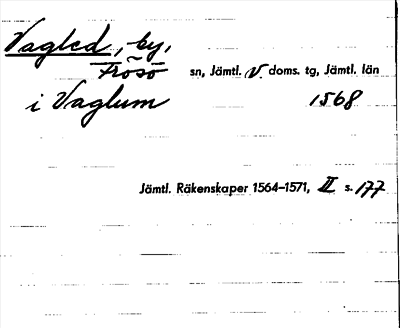 Vagled, by,
Frösö sn, Jämtl. V. doms. tg, Jämtl. län
i Vaglum 1568
Jämtl. Räkenskaper 1564–1571, II s. 177